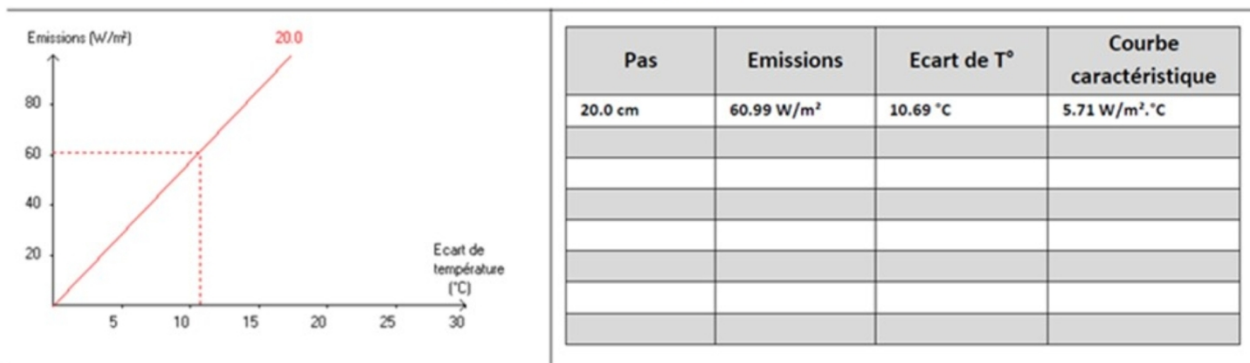 Emissions (W/m²)
20.0
80
60
40
20
Ecart de
température
(°C)
5 10 15 20 25 30
Pas Emissions Ecart de T° Courbe caractéristique
20.0 cm 60.99 W/m² 10.69 °C 5.71 W/m².°C